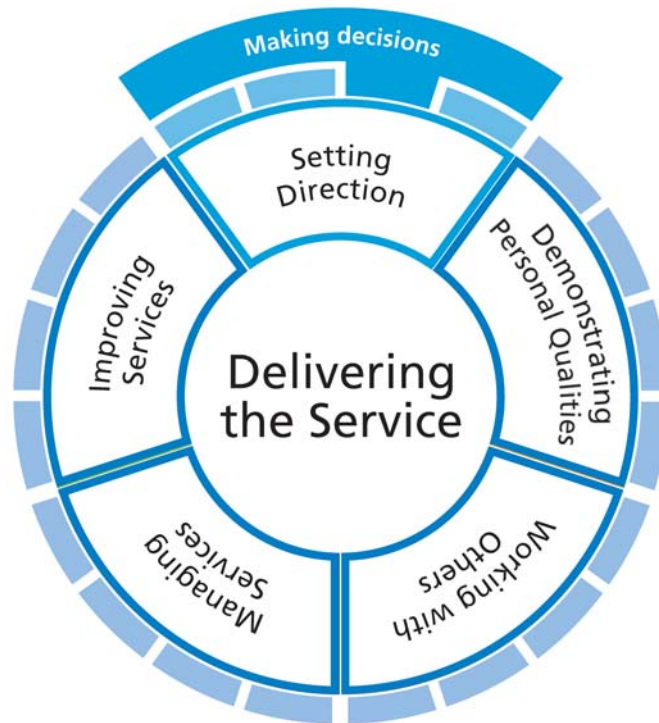 Making decisions
Setting
Direction
Demonstrating
Personal Qualities
Working with
Others
Managing
Services
Improving
Services
Delivering
the Service